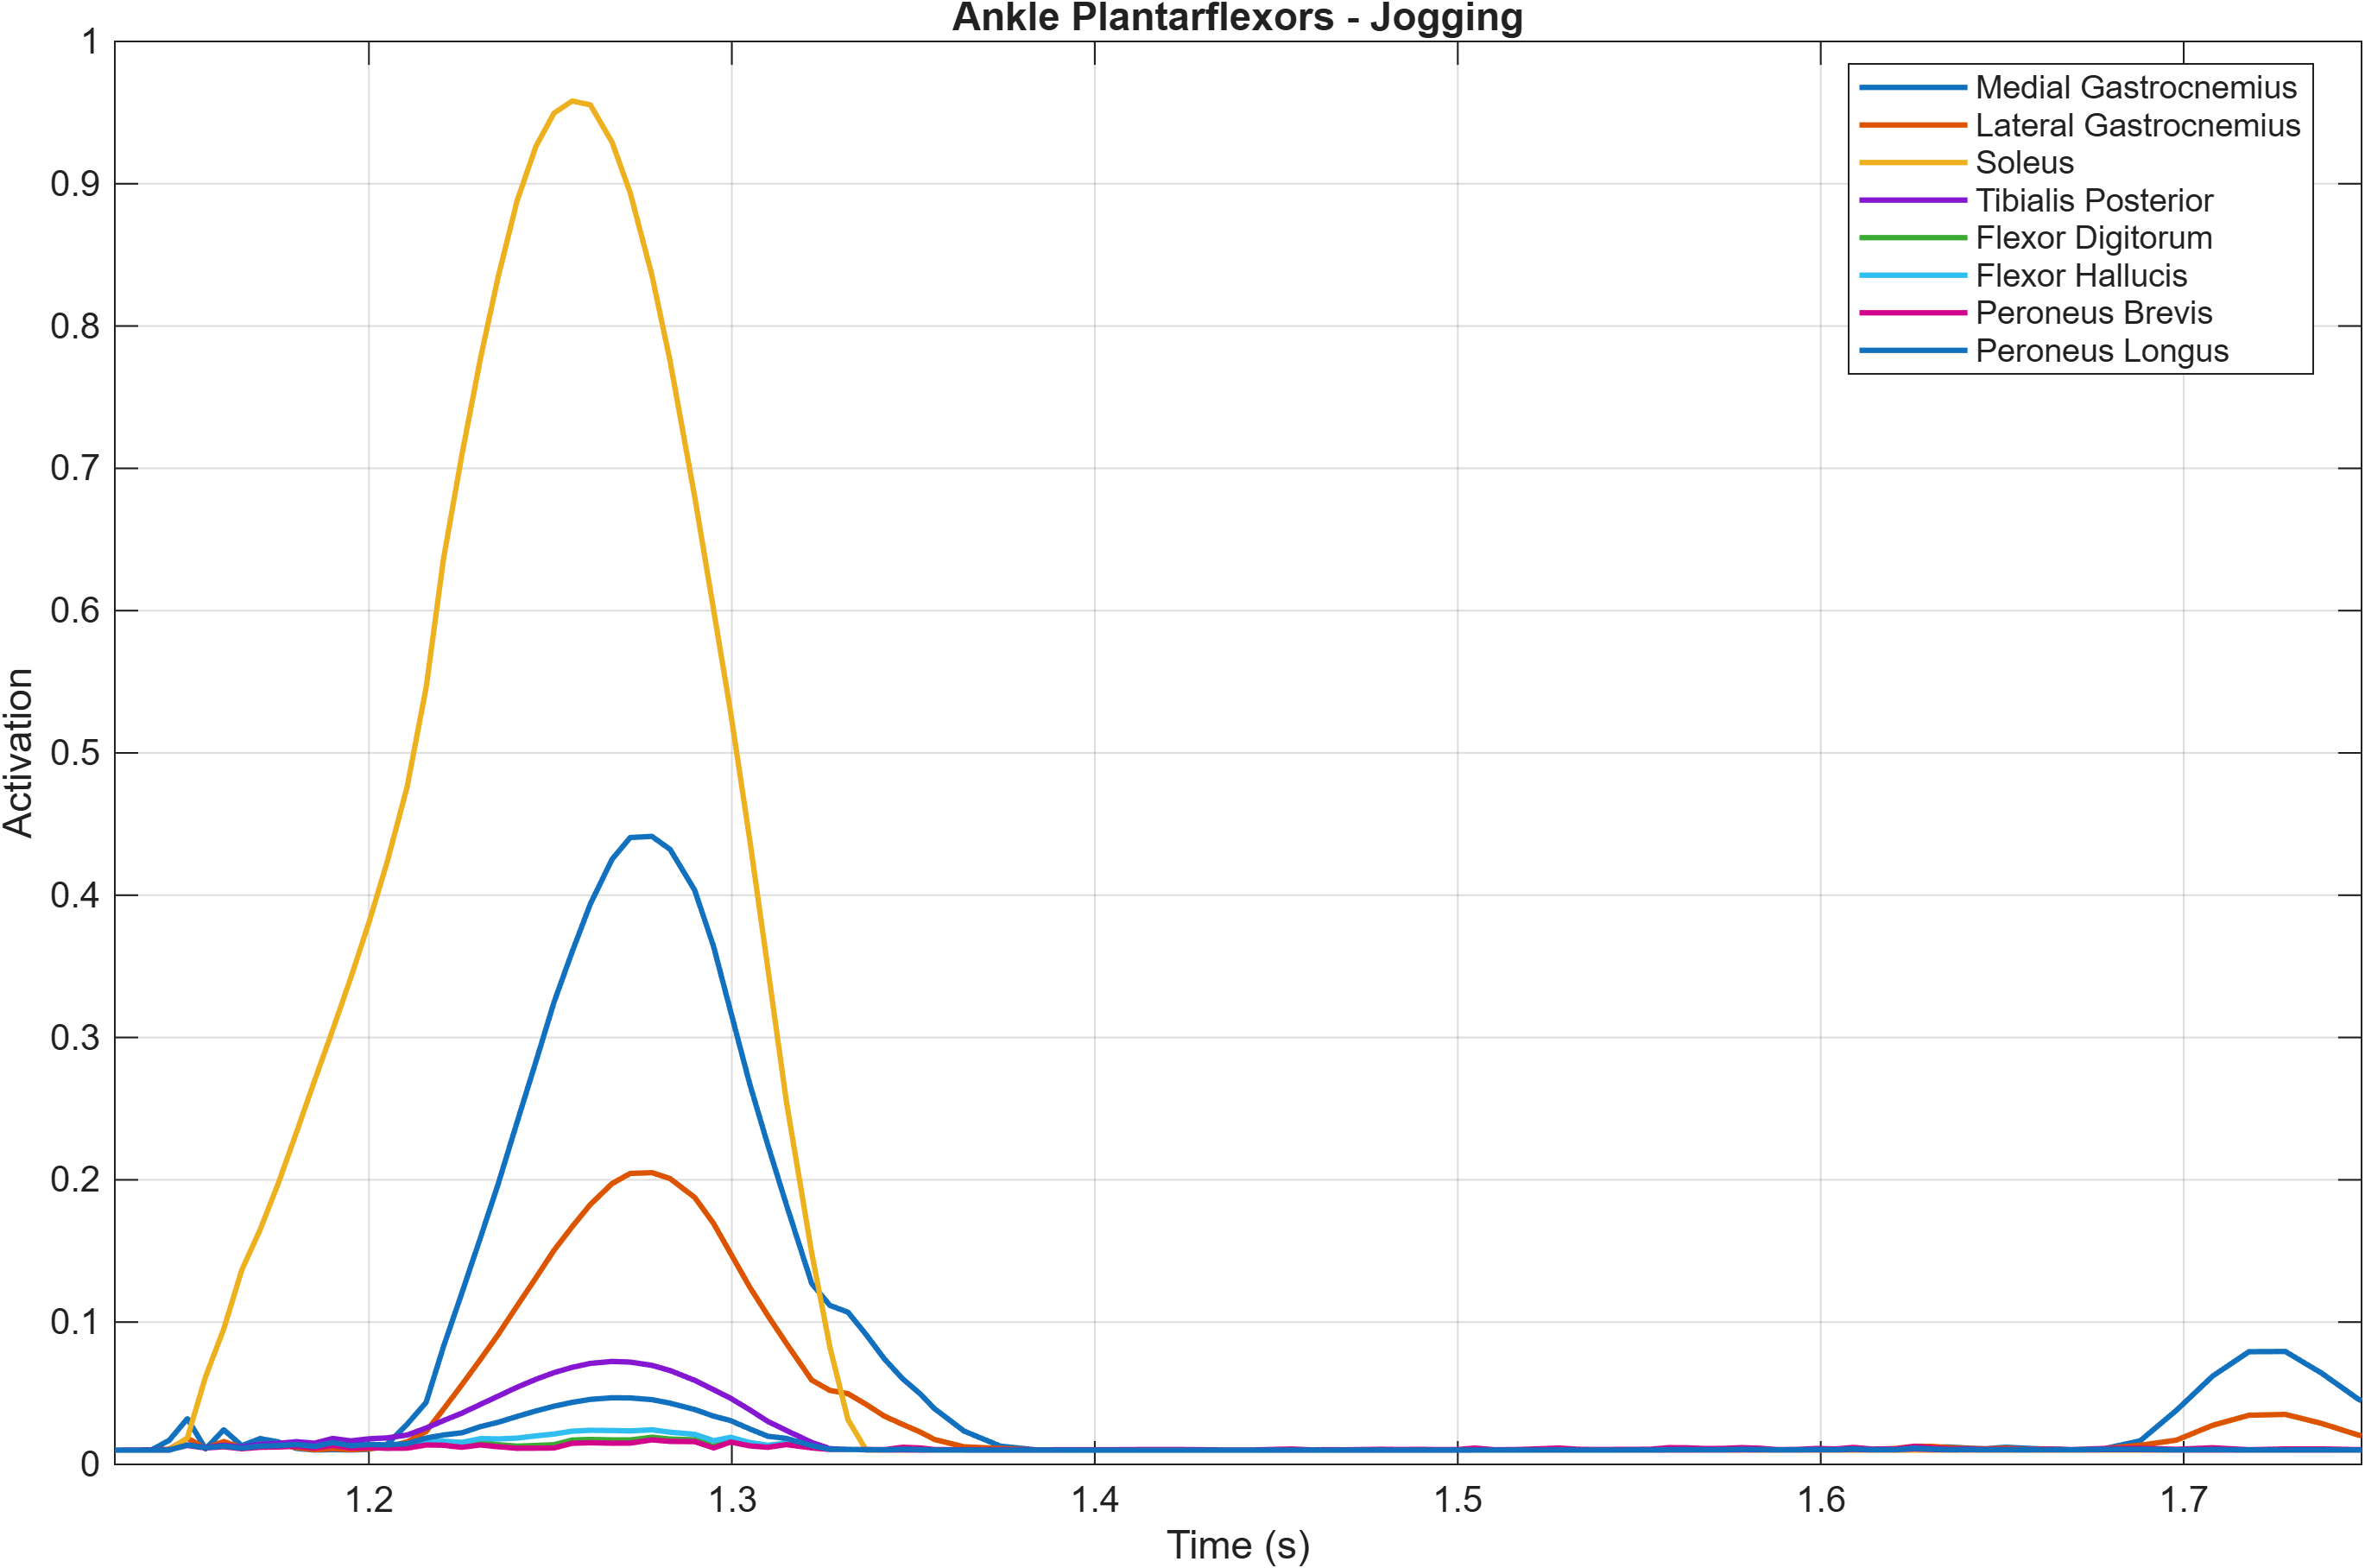 Ankle Plantarflexors - Jogging
1
0.9
0.8
0.7
0.6
0.5
0.4
0.3
0.2
0.1
0
Activation
Medial Gastrocnemius
Lateral Gastrocnemius
Soleus
Tibialis Posterior
Flexor Digitorum
Flexor Hallucis
Peroneus Brevis
Peroneus Longus
1.2 1.3 1.4 1.5 1.6 1.7
Time (s)